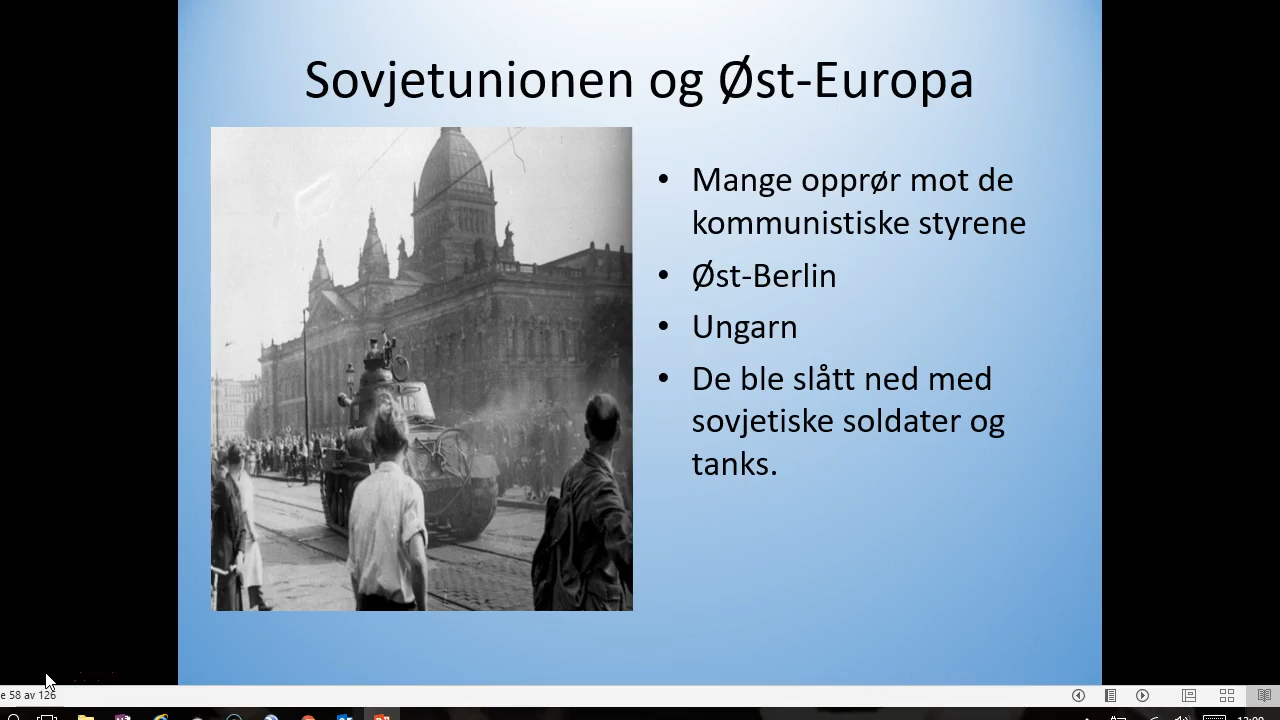 Sovjetunionen og Øst-Europa
• Mange opprør mot de
kommunistiske styrene
• Øst-Berlin
• Ungarn
• De ble slått ned med
sovjetiske soldater og
tanks.
e 58 av 126